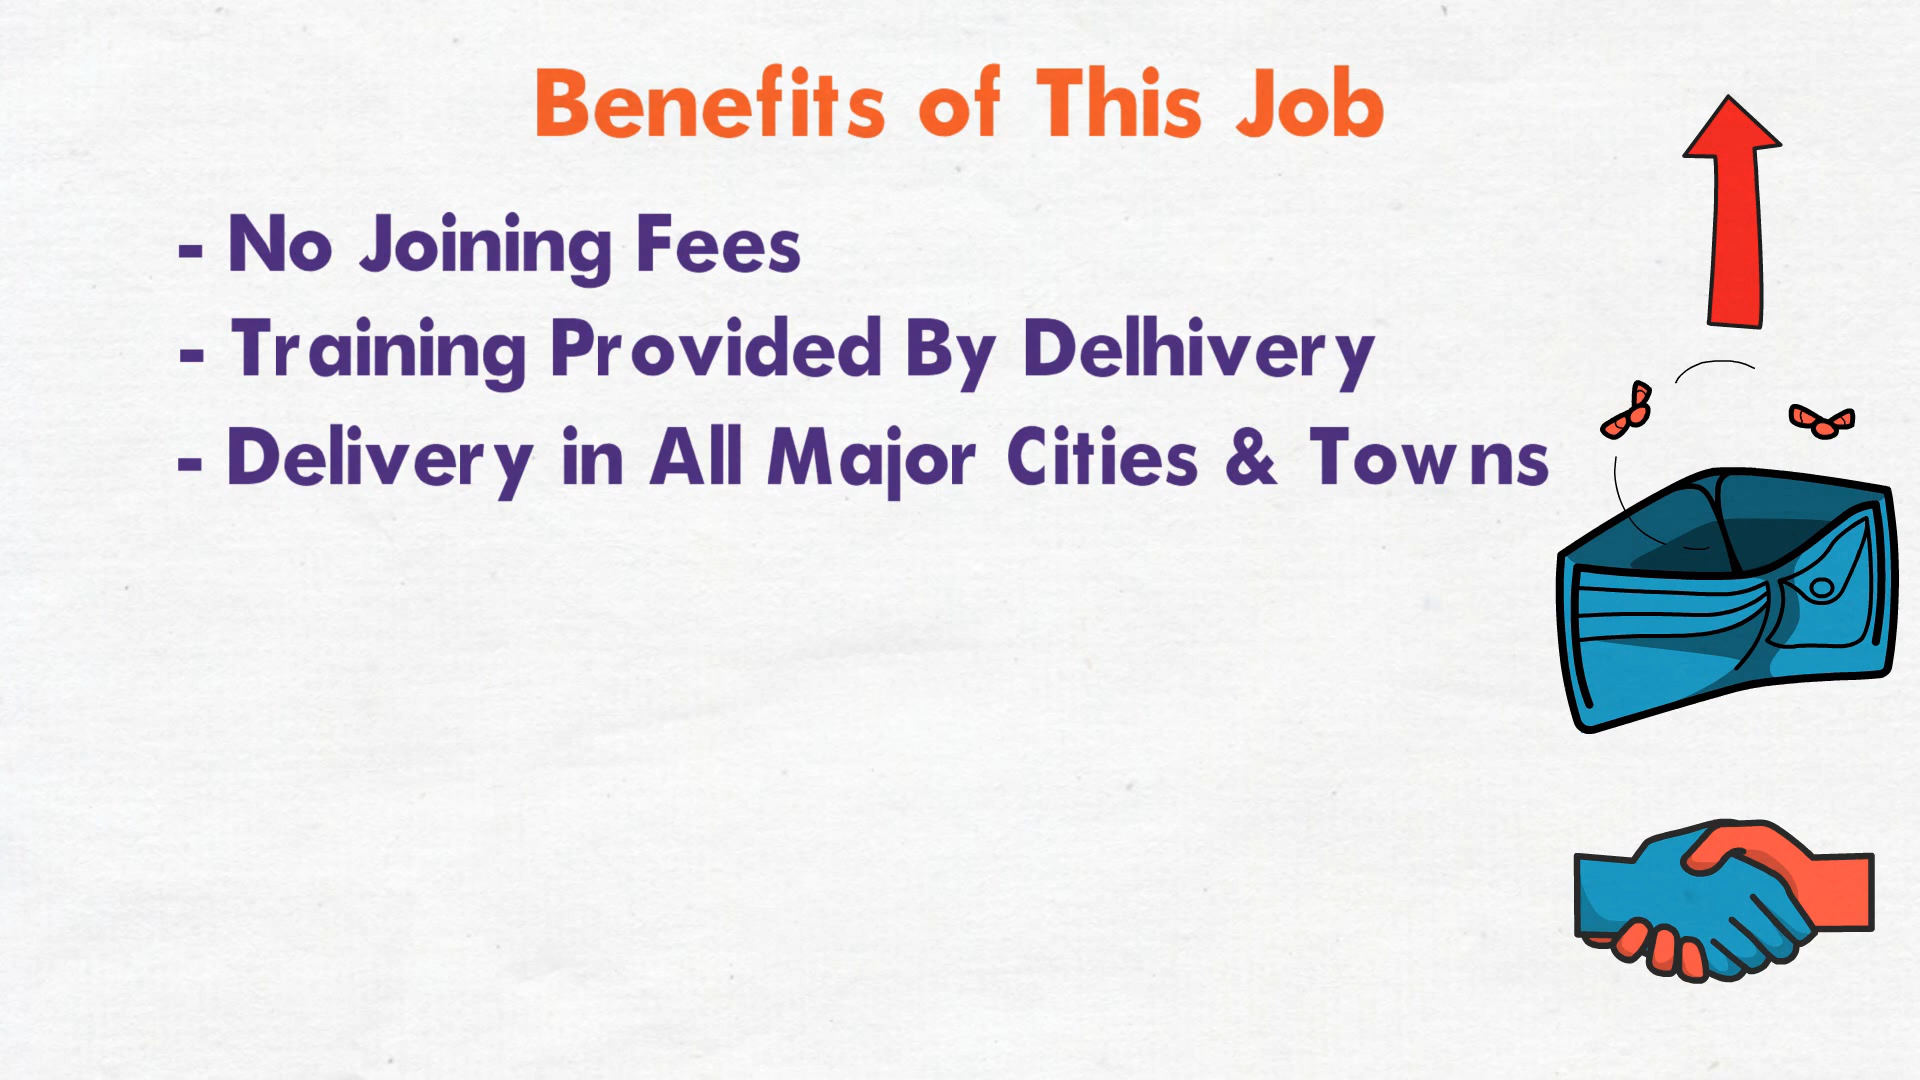 Benefits of This Job
- No Joining Fees
- Training Provided By Delhivery
- Delivery in All Major Cities & Towns